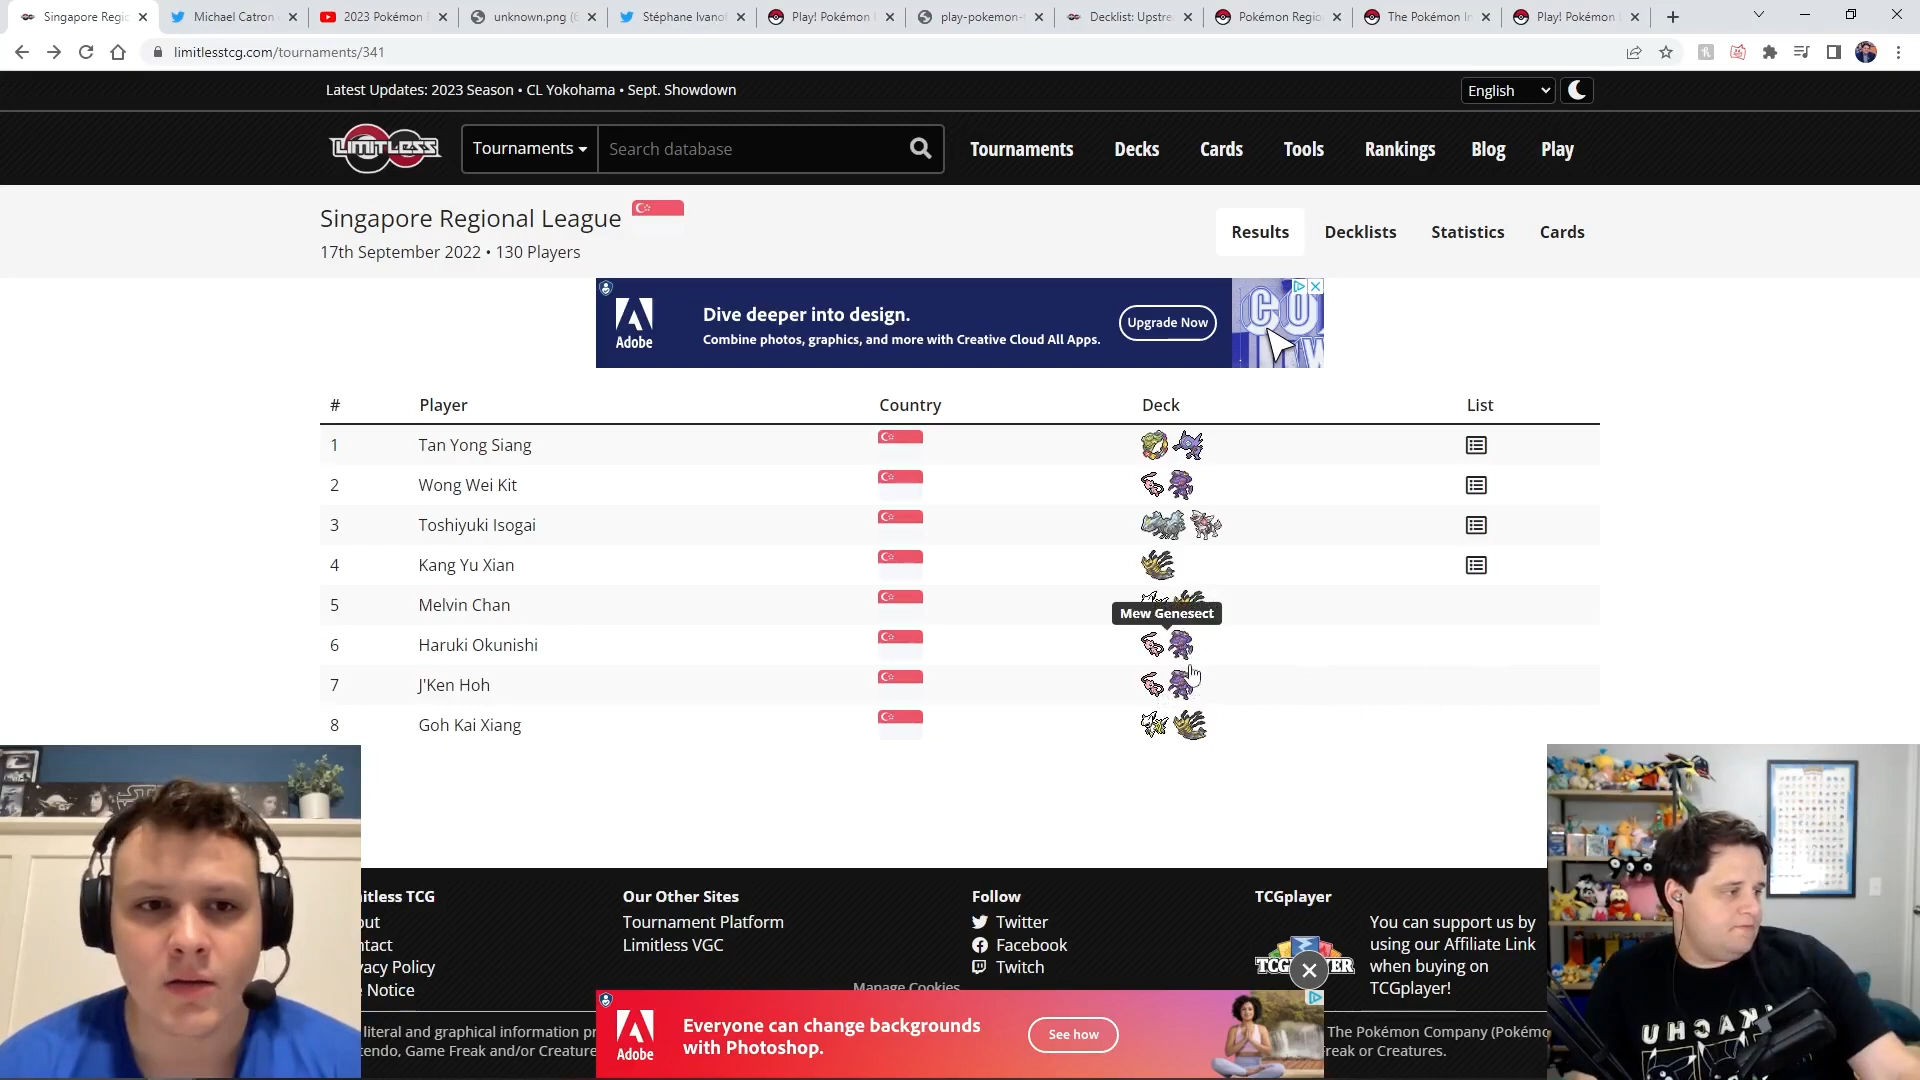 Singapore Regio
Michael Catron
2023 Pokémon
unknown.png (6
Stéphane Ivanof
Play! Pokémon
play-pokemon-
Decklist: Upstre
Pokémon Regio
The Pokémon In
Play! Pokémon
limitlesstcg.com/tournaments/341
Latest Updates: 2023 Season • CL Yokohama • Sept. Showdown
English
LIMITLESS
Tournaments
Search database
Tournaments
Decks
Cards
Tools
Rankings
Blog
Play
Singapore Regional League
17th September 2022 • 130 Players
Results
Decklists
Statistics
Cards
Adobe
Dive deeper into design.
Combine photos, graphics, and more with Creative Cloud All Apps.
Upgrade Now
# Player Country Deck List
1 Tan Yong Siang
2 Wong Wei Kit
3 Toshiyuki Isogai
4 Kang Yu Xian
5 Melvin Chan
Mew Genesect
6 Haruki Okunishi
7 J'Ken Hoh
8 Goh Kai Xiang
itless TCG
out
ntact
vacy Policy
Notice
Our Other Sites
Tournament Platform
Limitless VGC
Follow
Twitter
Facebook
Twitch
TCGplayer
You can support us by
using our Affiliate Link
when buying on
TCGplayer!
Manage Cookies
literal and graphical information pr
tendo, Game Freak and/or Creature
Adobe
Everyone can change backgrounds
with Photoshop.
See how
The Pokémon Company (Pokémo
Freak or Creatures.